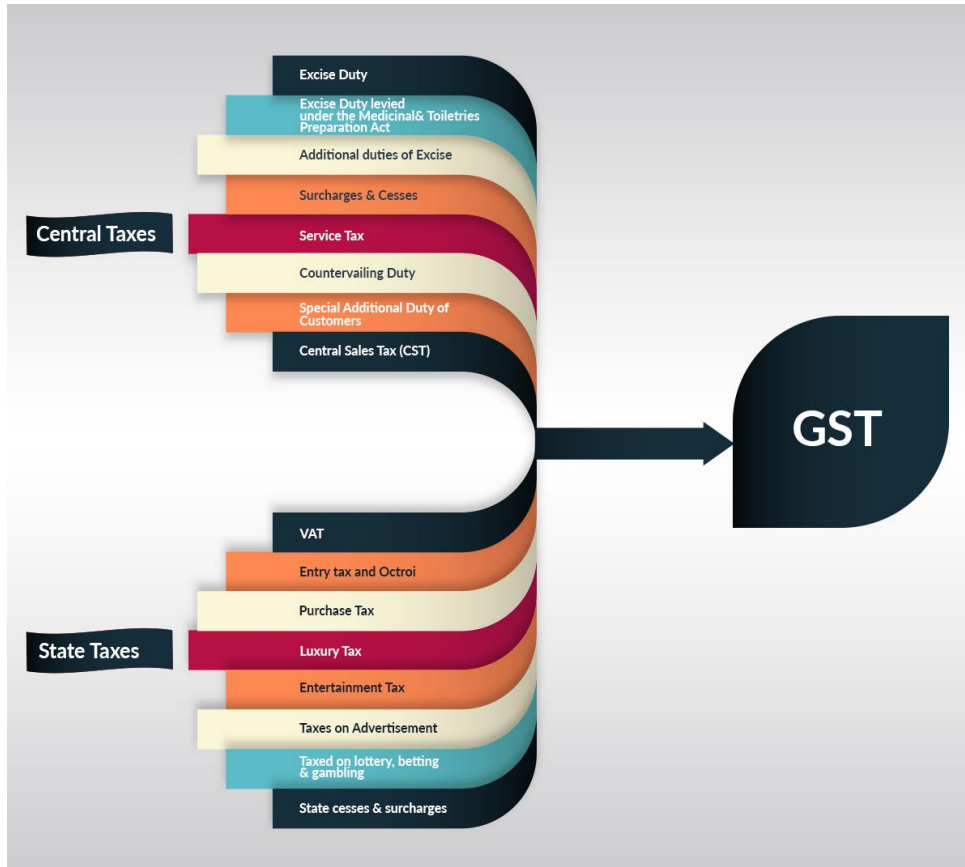 Excise Duty
Excise Duty levied
under the Medicinal& Toiletries
Preparation Act
Additional duties of Excise
Surcharges & Cesses
Central Taxes
Service Tax
Countervailing Duty
Special Additional Duty of
Customers
Central Sales Tax (CST)
GST
VAT
Entry tax and Octroi
Purchase Tax
State Taxes
Luxury Tax
Entertainment Tax
Taxes on Advertisement
Taxed on lottery, betting
& gambling
State cesses & surcharges